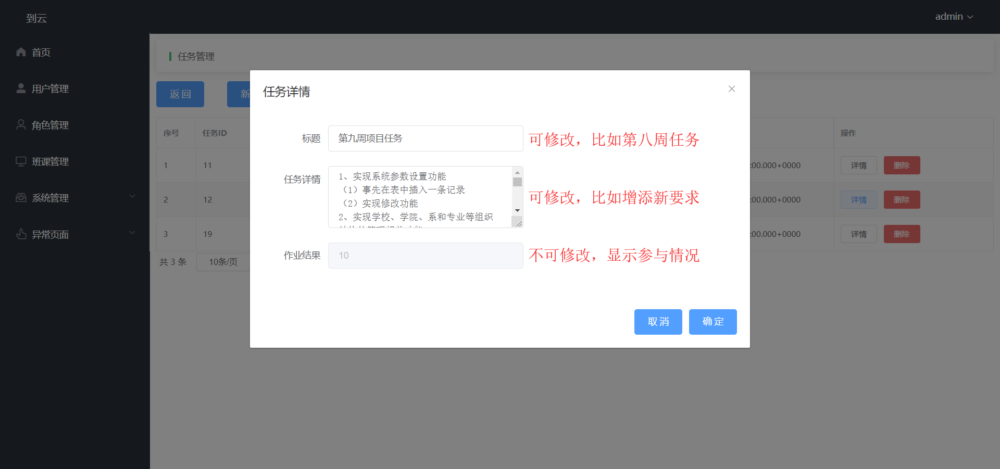 到云
admin
首页
用户管理
角色管理
班课管理
系统管理
异常页面
任务管理
返回
新
序号
任务ID
操作
1
11
:00.000+0000
详情
删除
2
12
:00.000+0000
详情
删除
3
19
:00.000+0000
详情
删除
共 3 条
10条/页
任务详情
标题
第九周项目任务
可修改，比如第八周任务
任务详情
1、实现系统参数设置功能
（1）事先在表中插入一条记录
（2）实现修改功能
2、实现学校、学院、系和专业等组织
可修改，比如增添新要求
作业结果
10
不可修改，显示参与情况
取消
确定